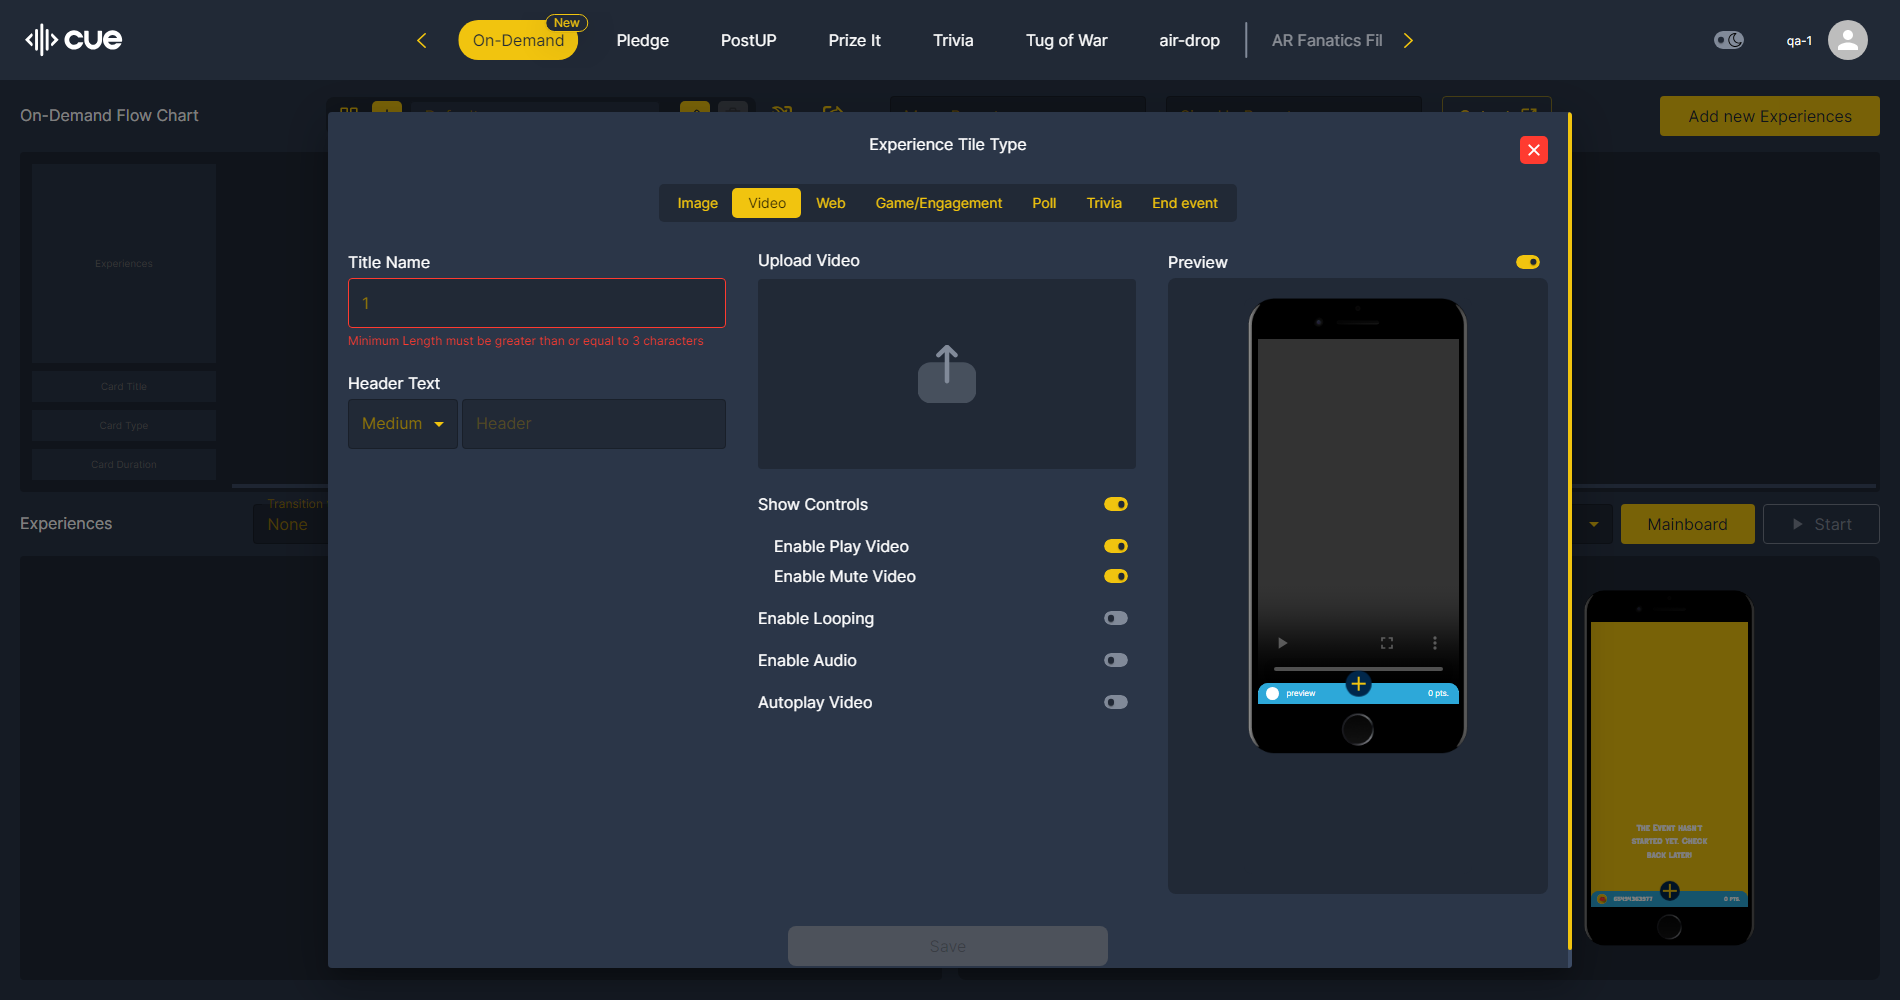 cue
New
On-Demand
Pledge
PostUP
Prize It
Trivia
Tug of War
air-drop
AR Fanatics Fil
qa-1
On-Demand Flow Chart
Add new Experiences
Experience Tile Type
Image
Video
Web
Game/Engagement
Poll
Trivia
End event
Title Name
1
Minimum Length must be greater than or equal to 3 characters
Header Text
Medium
Header
Upload Video
Show Controls
Enable Play Video
Enable Mute Video
Enable Looping
Enable Audio
Autoplay Video
Preview
preview
0 pts.
Save
Experiences
Card Title
Card Type
Card Duration
Experiences
Transition
None
Mainboard
Start
The Event hasn't
started yet. Check
back later!
0 pts.